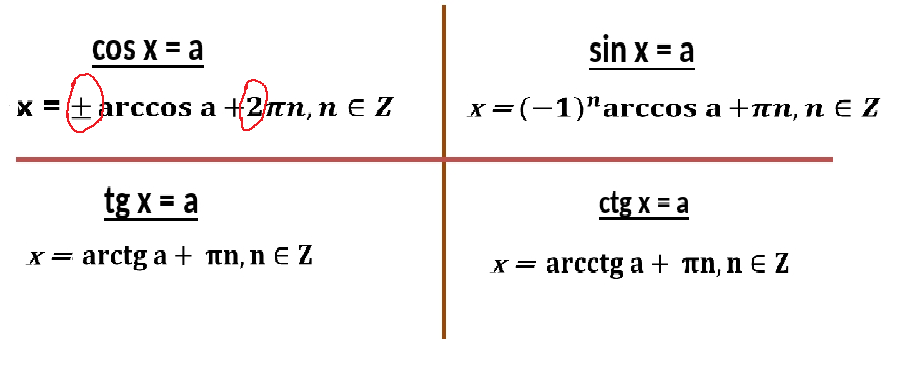 cos x = a
x = ± arccos a + 2πn, n ∈ Z
sin x = a
x = (−1)ⁿarccos a + πn, n ∈ Z
tg x = a
x = arctg a + πn, n ∈ Z
ctg x = a
x = arcctg a + πn, n ∈ Z